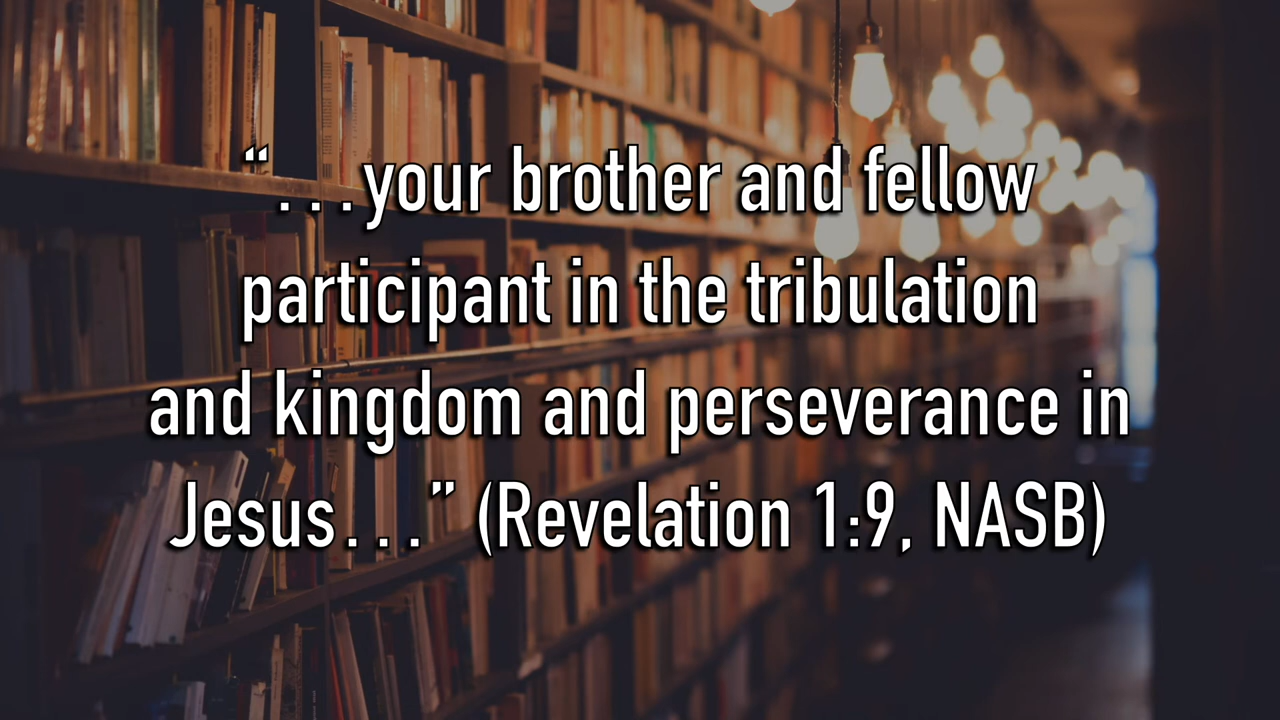 “. . .your brother and fellow
participant in the tribulation
and kingdom and perseverance in
Jesus. . .” (Revelation 1:9, NASB)